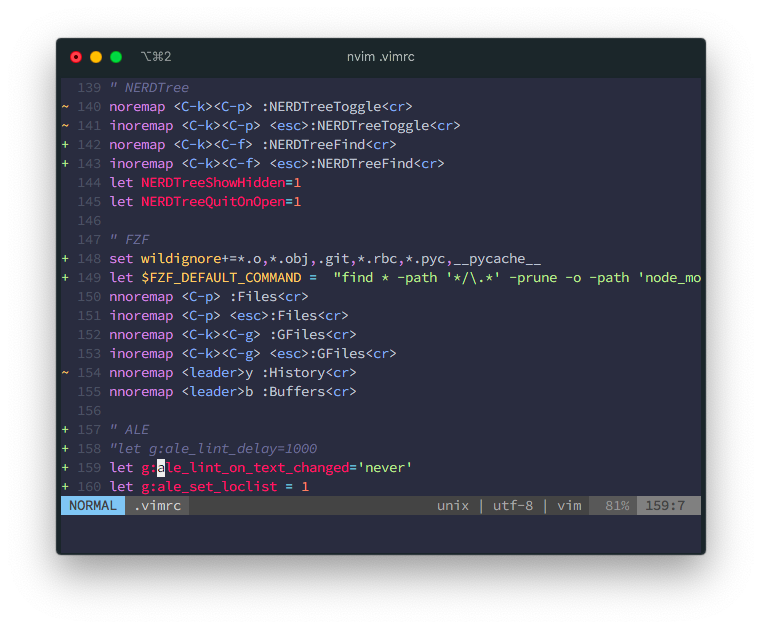 ⌥⌘2 nvim .vimrc
139 " NERDTree
~ 140 noremap <C-k><C-p> :NERDTreeToggle<cr>
~ 141 inoremap <C-k><C-p> <esc>:NERDTreeToggle<cr>
+ 142 noremap <C-k><C-f> :NERDTreeFind<cr>
+ 143 inoremap <C-k><C-f> <esc>:NERDTreeFind<cr>
144 let NERDTreeShowHidden=1
145 let NERDTreeQuitOnOpen=1
146
147 " FZF
+ 148 set wildignore+=*.o,*.obj,.git,*.rbc,*.pyc,__pycache__
+ 149 let $FZF_DEFAULT_COMMAND =  "find * -path '*/\.*' -prune -o -path 'node_mo
150 nnoremap <C-p> :Files<cr>
151 inoremap <C-p> <esc>:Files<cr>
152 nnoremap <C-k><C-g> :GFiles<cr>
153 inoremap <C-k><C-g> <esc>:GFiles<cr>
~ 154 nnoremap <leader>y :History<cr>
155 nnoremap <leader>b :Buffers<cr>
156
+ 157 " ALE
+ 158 "let g:ale_lint_delay=1000
+ 159 let g:ale_lint_on_text_changed='never'
+ 160 let g:ale_set_loclist = 1
NORMAL .vimrc unix | utf-8 | vim 81% 159:7